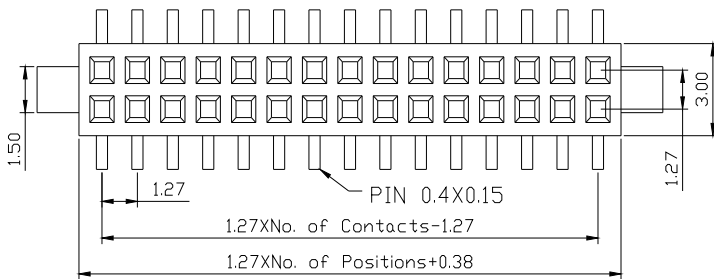 3.00
1.50
1.27
1.27
PIN 0.4X0.15
1.27XNo. of Contacts-1.27
1.27XNo. of Positions+0.38